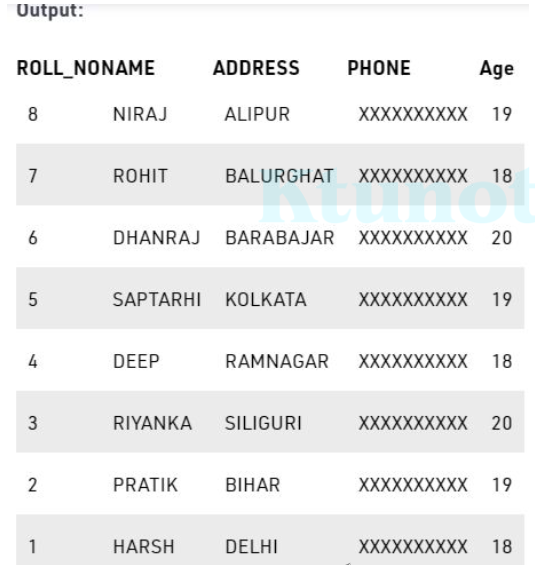 Output:
ROLL_NONAME ADDRESS PHONE Age
8 NIRAJ ALIPUR XXXXXXXXXX 19
7 ROHIT BALURGHAT XXXXXXXXXX 18
Ktunot
6 DHANRAJ BARABAJAR XXXXXXXXXX 20
5 SAPTARHI KOLKATA XXXXXXXXXX 19
4 DEEP RAMNAGAR XXXXXXXXXX 18
3 RIYANKA SILIGURI XXXXXXXXXX 20
2 PRATIK BIHAR XXXXXXXXXX 19
1 HARSH DELHI XXXXXXXXXX 18